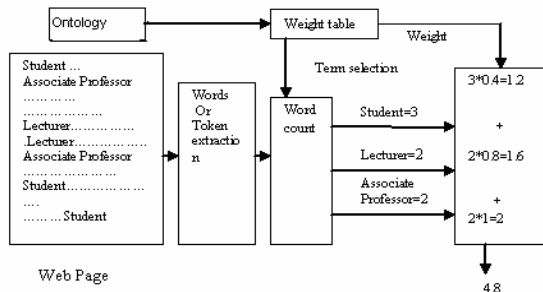 Ontology
Weight table
Weight
Term selection
Student ...
Associate Professor
............
..................
Lecturer...............
.Lecturer..................
Associate Professor
.......................
Student..................
....
.........Student
Web Page
Words
Or
Token
extractio
n
Word
count
Student=3
Lecturer=2
Associate
Professor=2
3*0.4=1.2
+
2*0.8=1.6
+
2*1=2
4.8